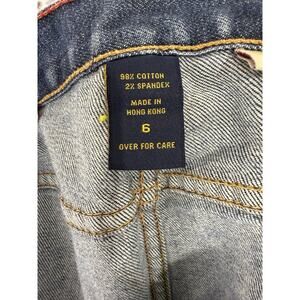 98% COTTON
2% SPANDEX
MADE IN
HONG KONG
6
OVER FOR CARE